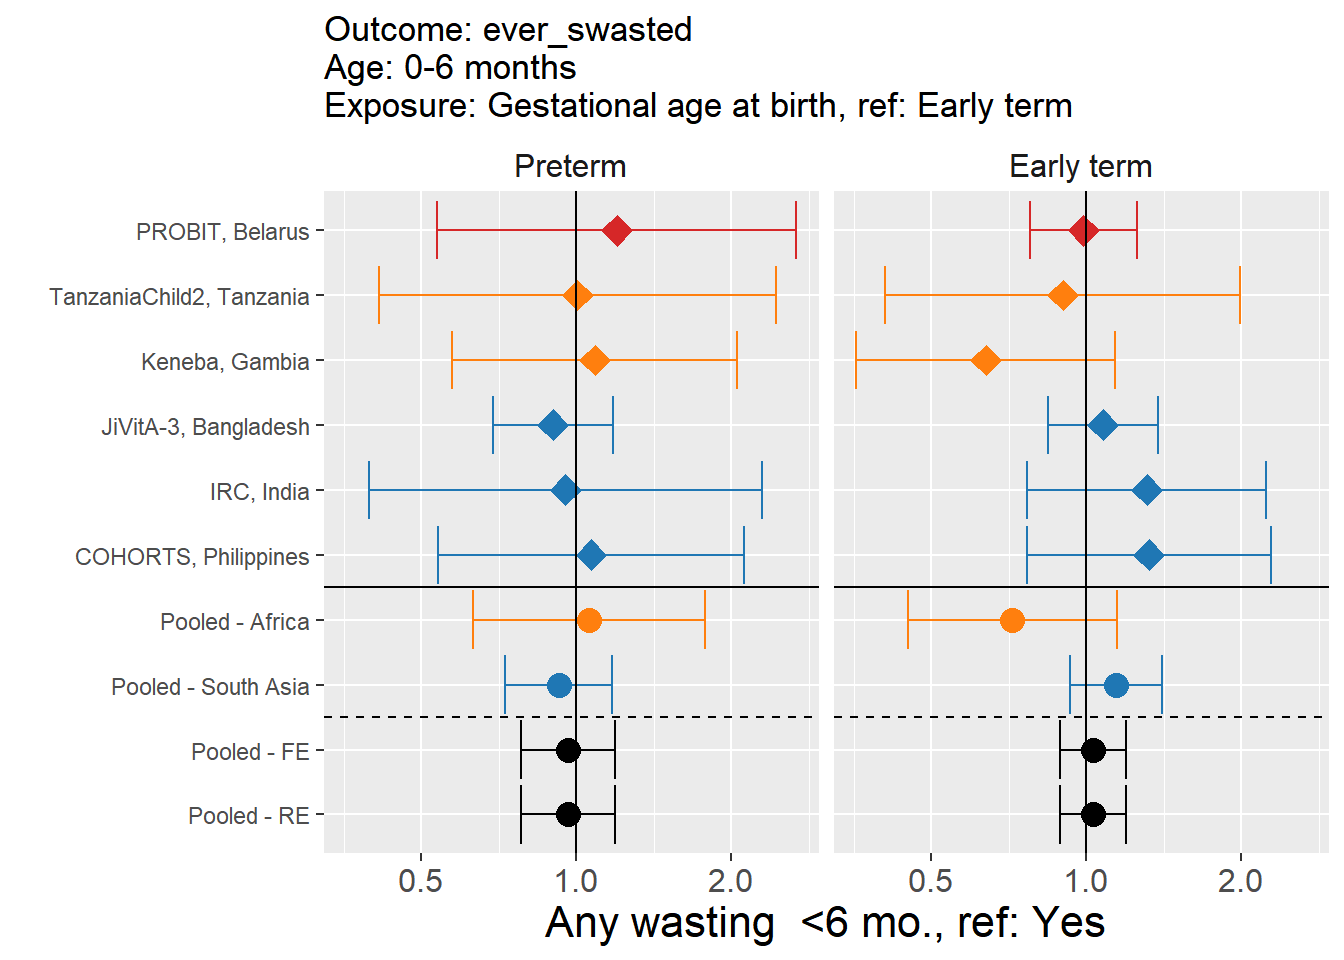 Outcome: ever_swasted
Age: 0-6 months
Exposure: Gestational age at birth, ref: Early term
Preterm
Early term
PROBIT, Belarus
TanzaniaChild2, Tanzania
Keneba, Gambia
JiVitA-3, Bangladesh
IRC, India
COHORTS, Philippines
Pooled - Africa
Pooled - South Asia
Pooled - FE
Pooled - RE
0.5 1.0 2.0
0.5 1.0 2.0
Any wasting  <6 mo., ref: Yes